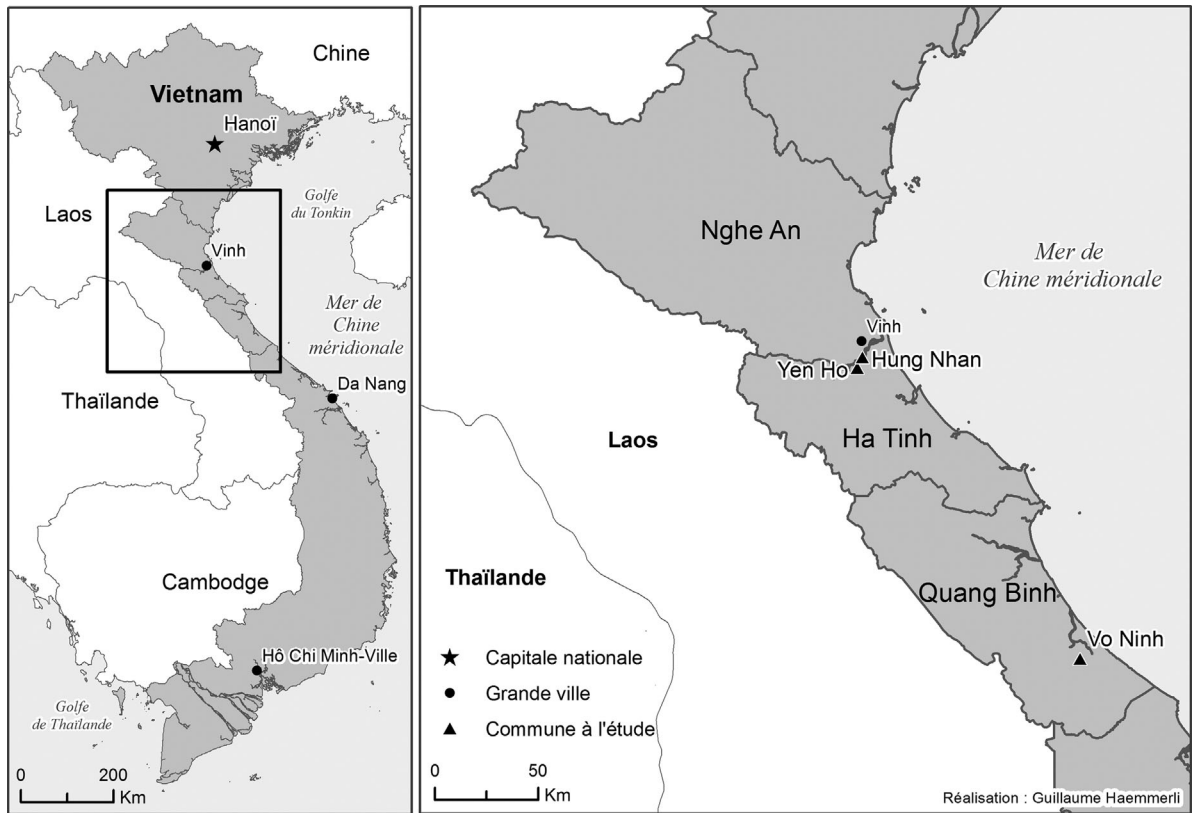 Chine
Vietnam
Hanoï
Laos
Golfe
du Tonkin
Vinh
Mer de
Chine
méridionale
Thaïlande
Da Nang
Cambodge
Hô Chi Minh-Ville
Golfe
de Thaïlande
0 200
Km
Nghe An
Mer de
Chine méridionale
Vinh
Hung Nhan
Yen Ho
Ha Tinh
Laos
Quang Binh
Thaïlande
Vo Ninh
Capitale nationale
Grande ville
Commune à l'étude
0 50
Km
Réalisation : Guillaume Haemmerli